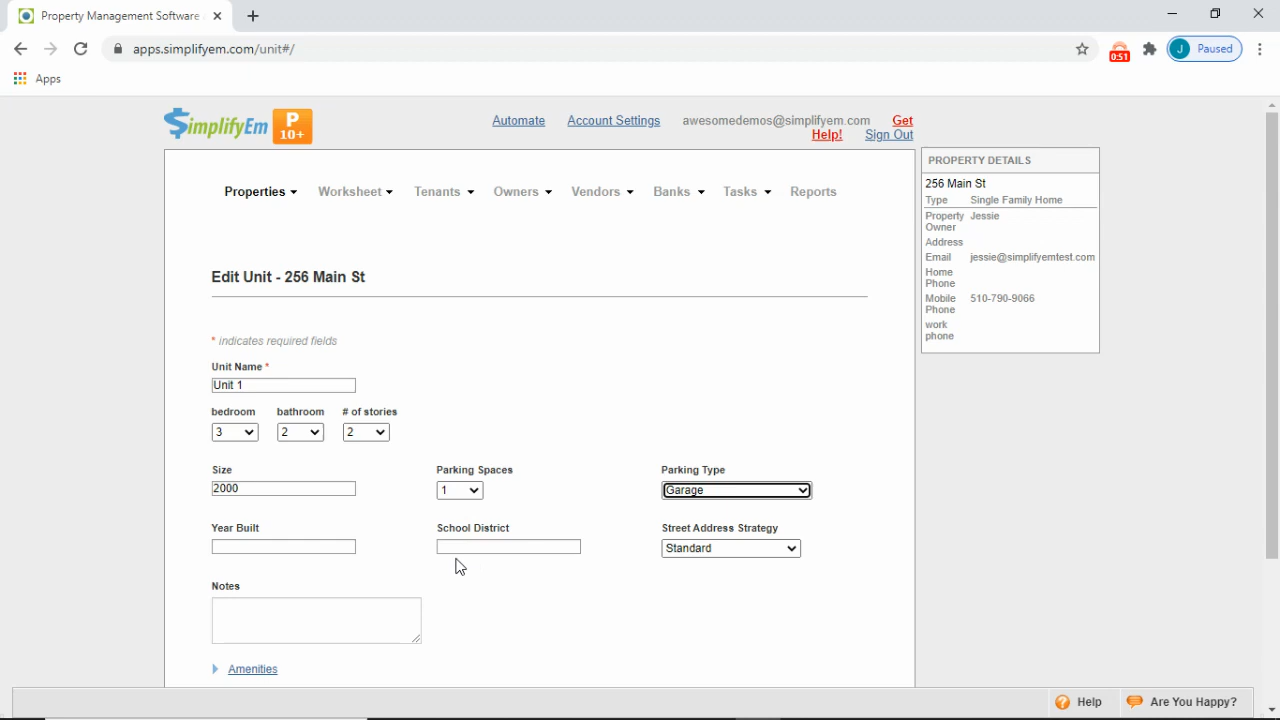 Property Management Software
apps.simplifyem.com/unit#/
0:51
J Paused
Apps
SimplifyEm P 10+
Automate Account Settings awesomedemos@simplifyem.com Get Help! Sign Out
Properties Worksheet Tenants Owners Vendors Banks Tasks Reports
PROPERTY DETAILS
256 Main St
Type Single Family Home
Property Owner Jessie
Address
Email jessie@simplifyemtest.com
Home Phone
Mobile Phone 510-790-9066
work phone
Edit Unit - 256 Main St
* indicates required fields
Unit Name *
Unit 1
bedroom bathroom # of stories
3 2 2
Size Parking Spaces Parking Type
2000 1 Garage
Year Built School District Street Address Strategy
Standard
Notes
Amenities
Help Are You Happy?